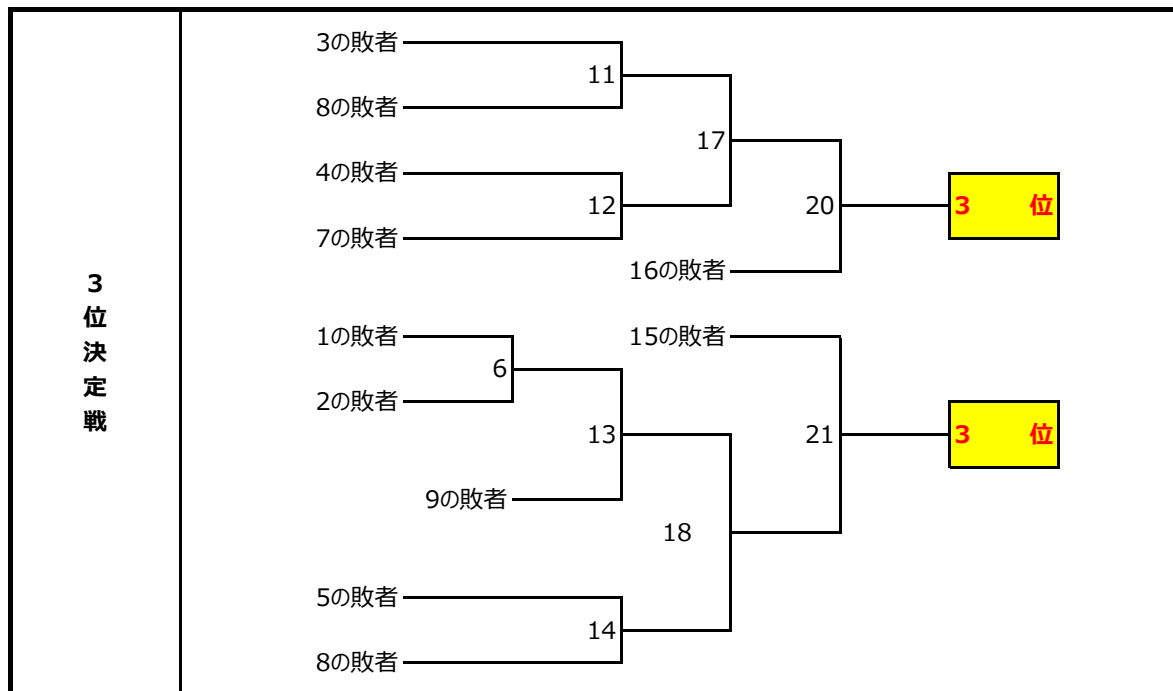 3位決定戦
3の敗者
11
8の敗者
17
4の敗者
12
20
3 位
7の敗者
16の敗者
1の敗者
15の敗者
6
2の敗者
13
21
3 位
9の敗者
18
5の敗者
14
8の敗者